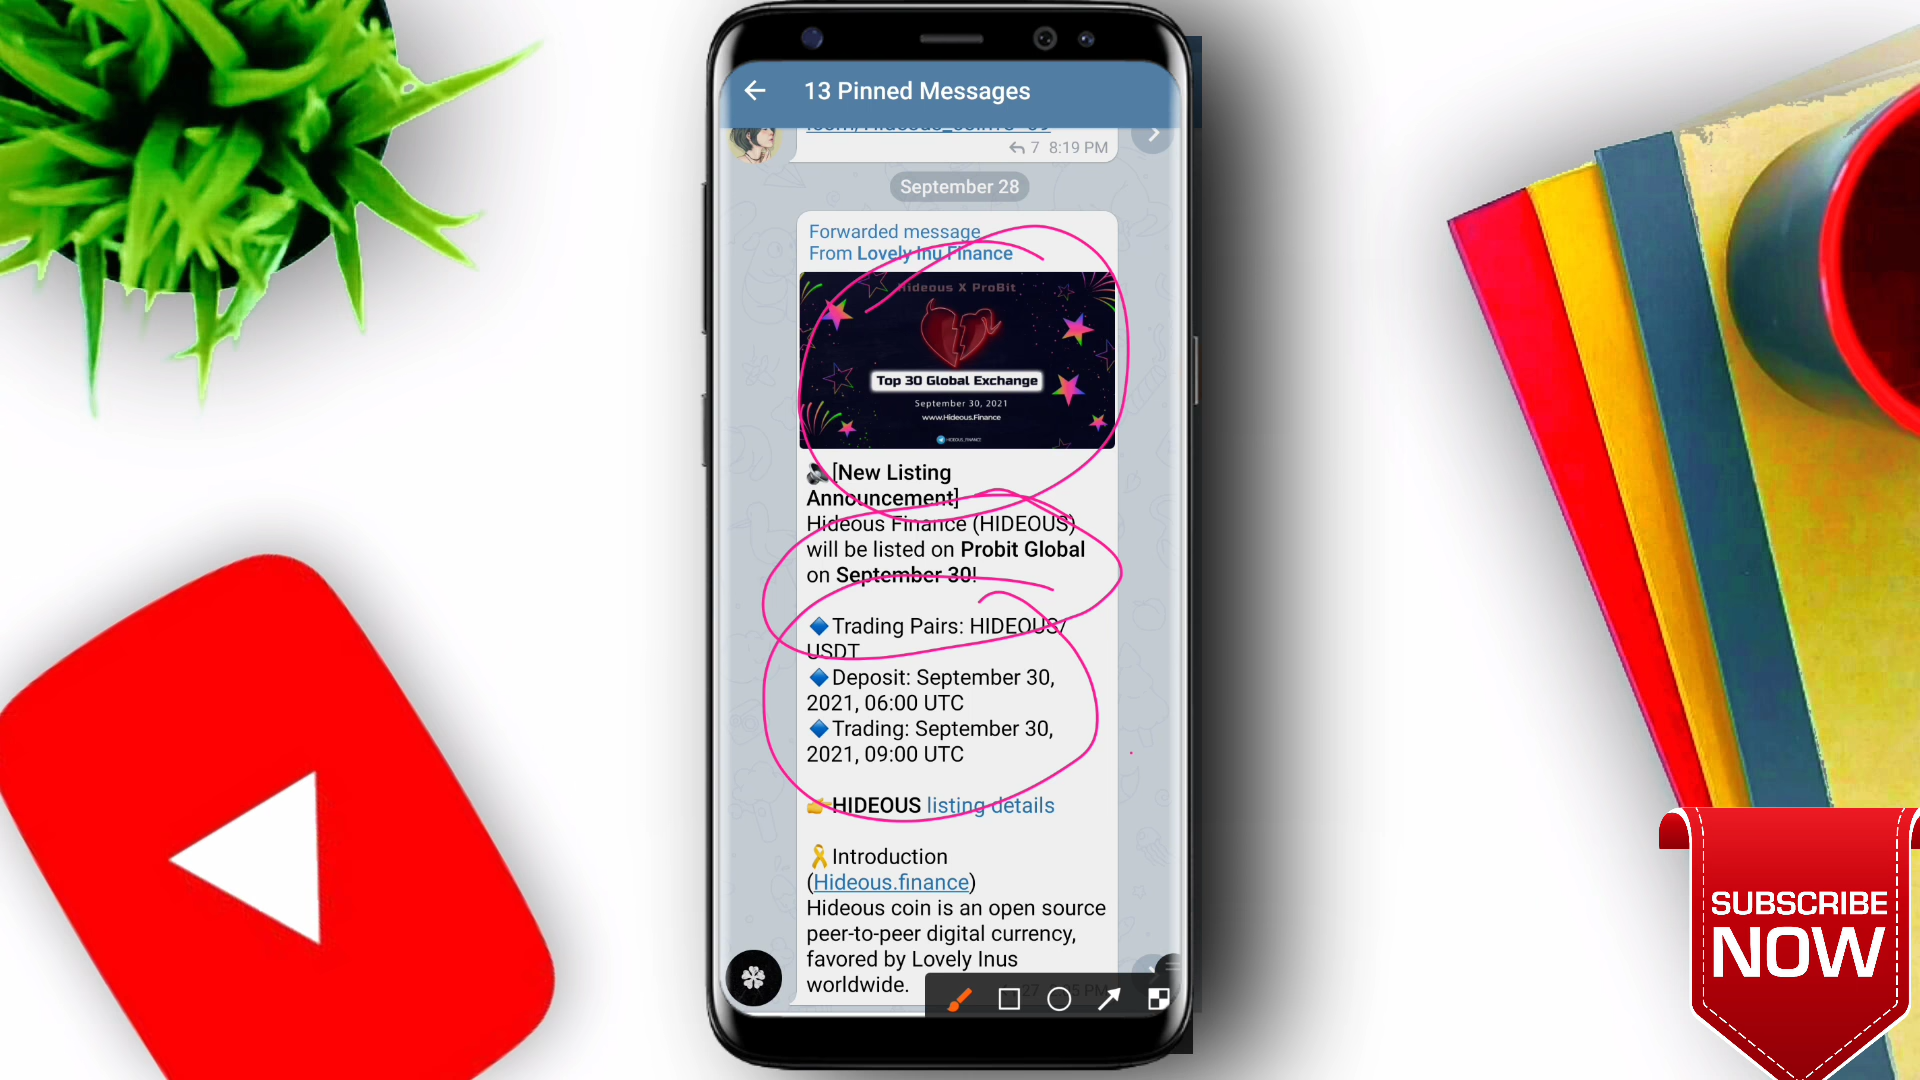 13 Pinned Messages
7 8:19 PM
September 28
Forwarded message
From Lovely Inu Finance
Hideous X ProBit
Top 30 Global Exchange
September 30, 2021
www.Hideous.Finance
[New Listing
Announcement]
Hideous Finance (HIDEOUS)
will be listed on Probit Global
on September 30!
Trading Pairs: HIDEOUS/
USDT
Deposit: September 30,
2021, 06:00 UTC
Trading: September 30,
2021, 09:00 UTC
HIDEOUS listing details
Introduction
(Hideous.finance)
Hideous coin is an open source
peer-to-peer digital currency,
favored by Lovely Inus
worldwide.
SUBSCRIBE
NOW